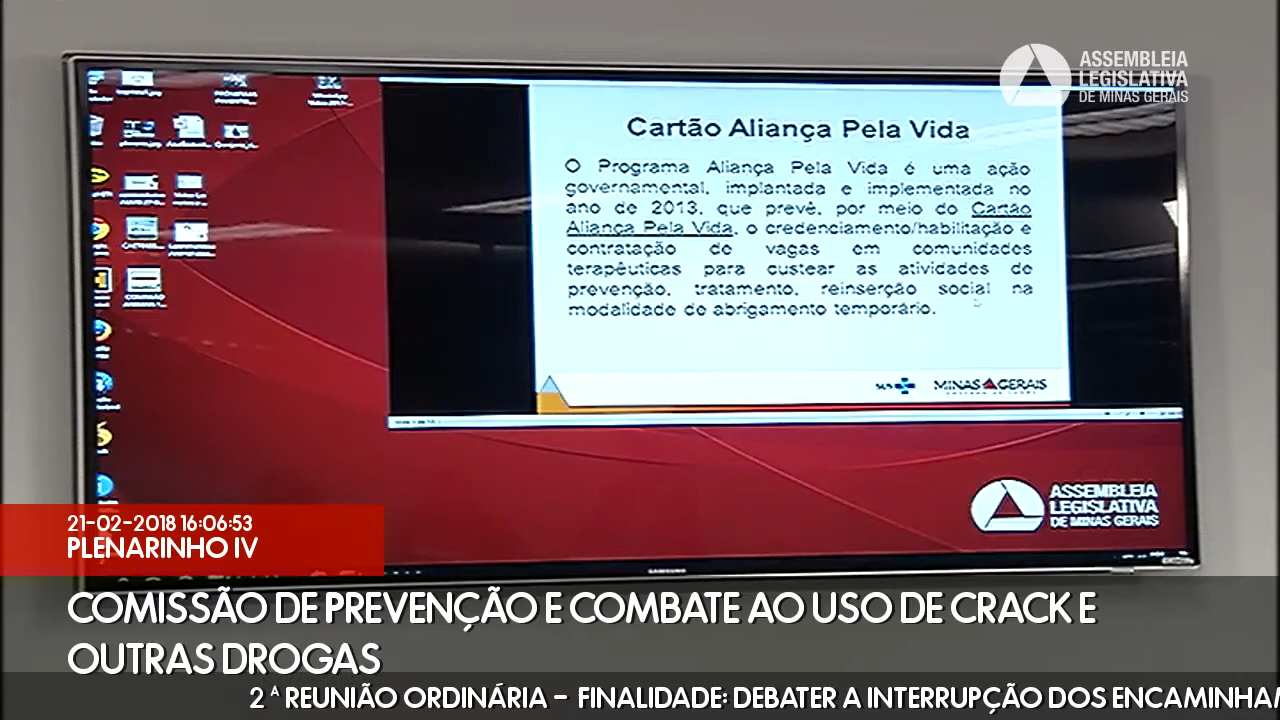 ASSEMBLEIA
LEGISLATIVA
DE MINAS GERAIS
Cartão Aliança Pela Vida
O Programa Aliança Pela Vida é uma ação
governamental, implantada e implementada no
ano de 2013, que prevê, por meio do Cartão
Aliança Pela Vida, o credenciamento/habilitação e
contratação de vagas em comunidades
terapêuticas para custear as atividades de
prevenção, tratamento, reinserção social na
modalidade de abrigamento temporário.
SUS MINAS GERAIS
ASSEMBLEIA
LEGISLATIVA
DE MINAS GERAIS
SAMSUNG
21-02-2018 16:06:53
PLENARINHO IV
COMISSÃO DE PREVENÇÃO E COMBATE AO USO DE CRACK E
OUTRAS DROGAS
2ª REUNIÃO ORDINÁRIA - FINALIDADE: DEBATER A INTERRUPÇÃO DOS ENCAMINHAM